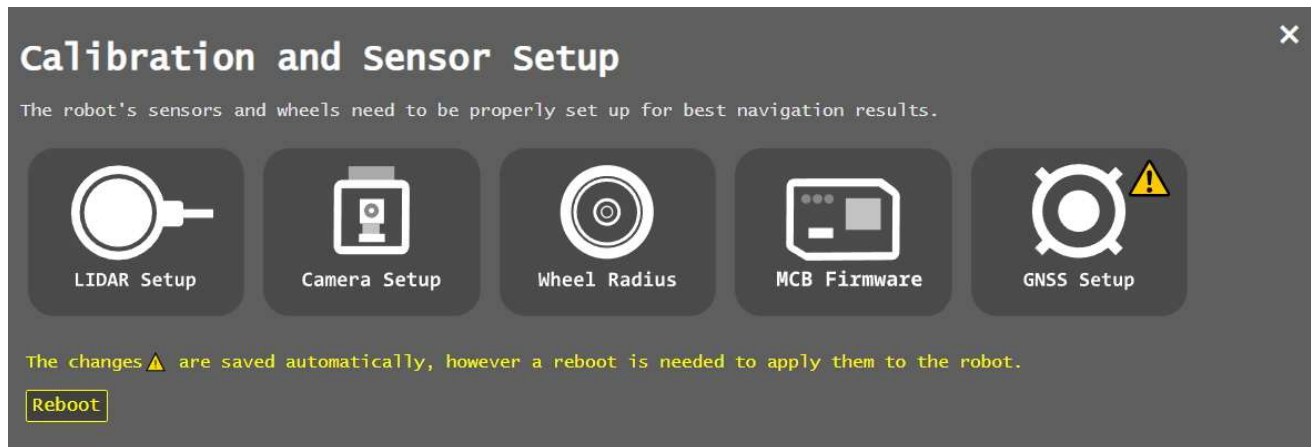 Calibration and Sensor Setup
The robot's sensors and wheels need to be properly set up for best navigation results.
LIDAR Setup
Camera Setup
Wheel Radius
MCB Firmware
GNSS Setup
The changes⚠ are saved automatically, however a reboot is needed to apply them to the robot.
Reboot